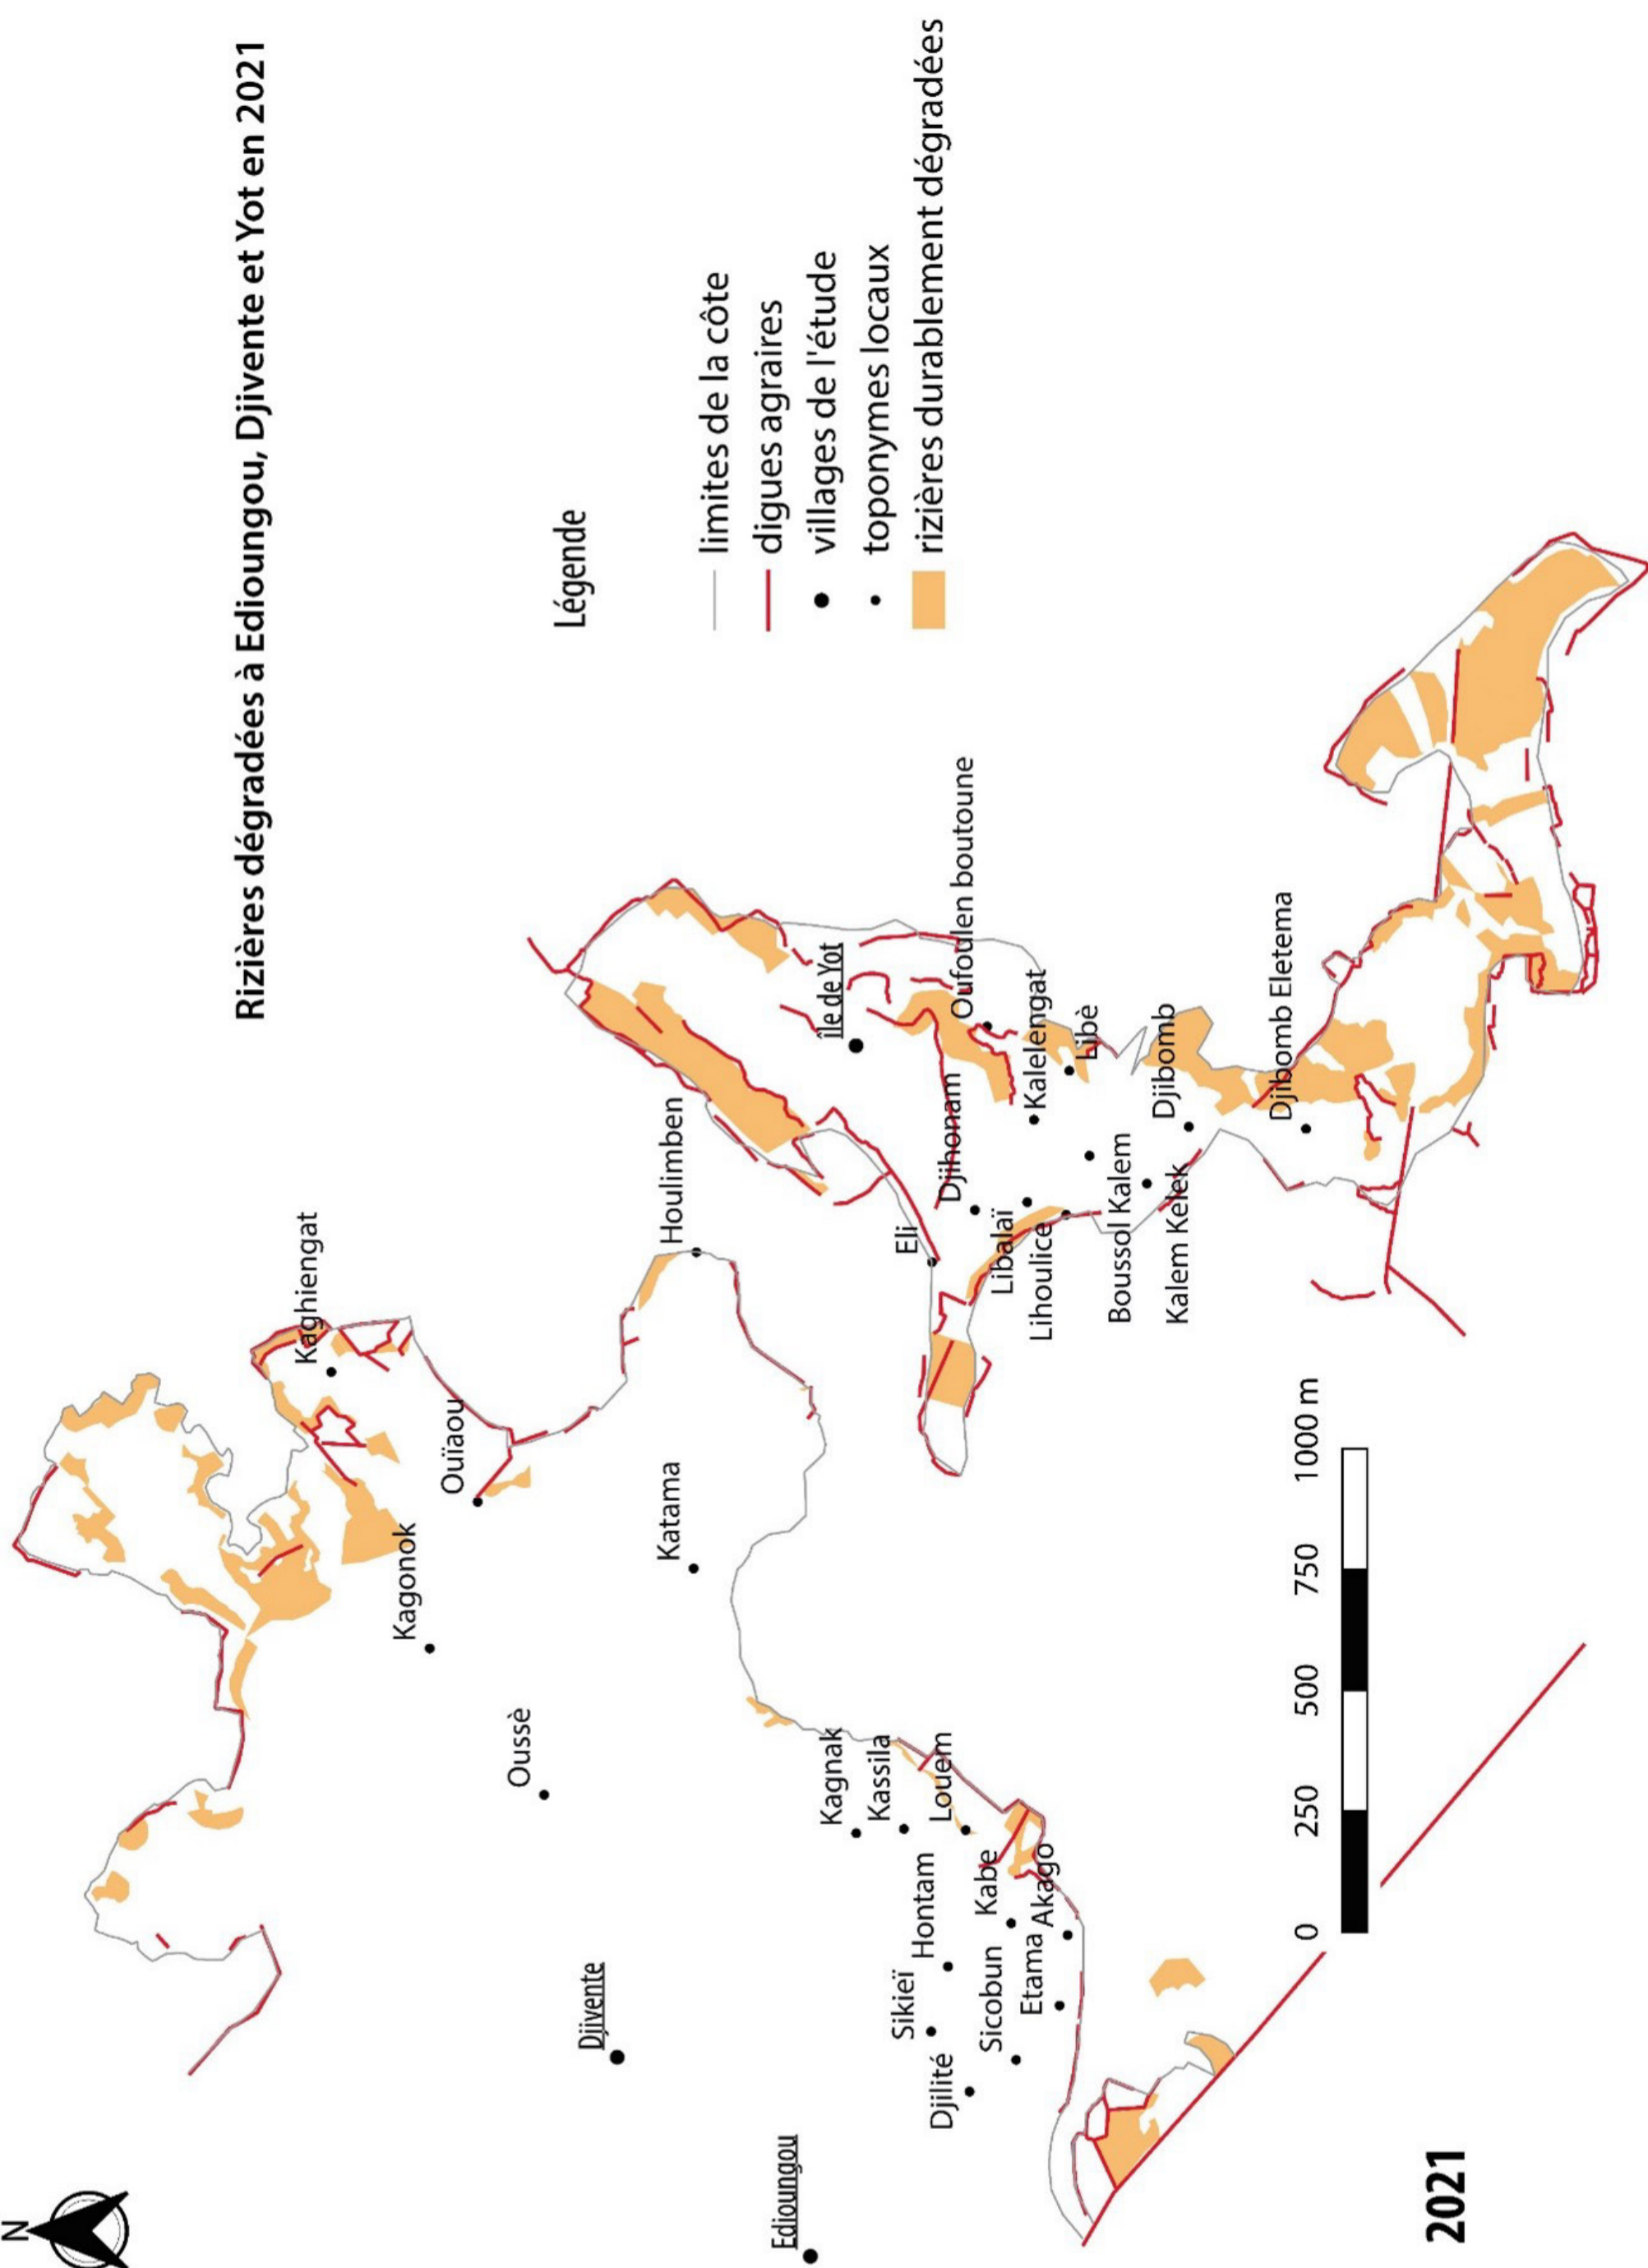 N
Rizières dégradées à Edioungou, Djivente et Yot en 2021
Légende
limites de la côte
digues agraires
villages de l'étude
toponymes locaux
rizières durablement dégradées
Kaghiengat
Kagonok
Ouïaou
Oussè
Djivente
Katama
Houlimben
Edioungou
île de Yot
Kagnak
Kassila
Louem
Eli
Sikieï
Hontam
Djilité
Sicobun
Kabe
Etama
Akago
Djihonam
Oufoulen boutoune
Libalaï
Kalelengat
Lihoulice
Libè
Boussol Kalem
Kalem Kelek
Djibomb
Djibomb Eletema
0 250 500 750 1000 m
2021